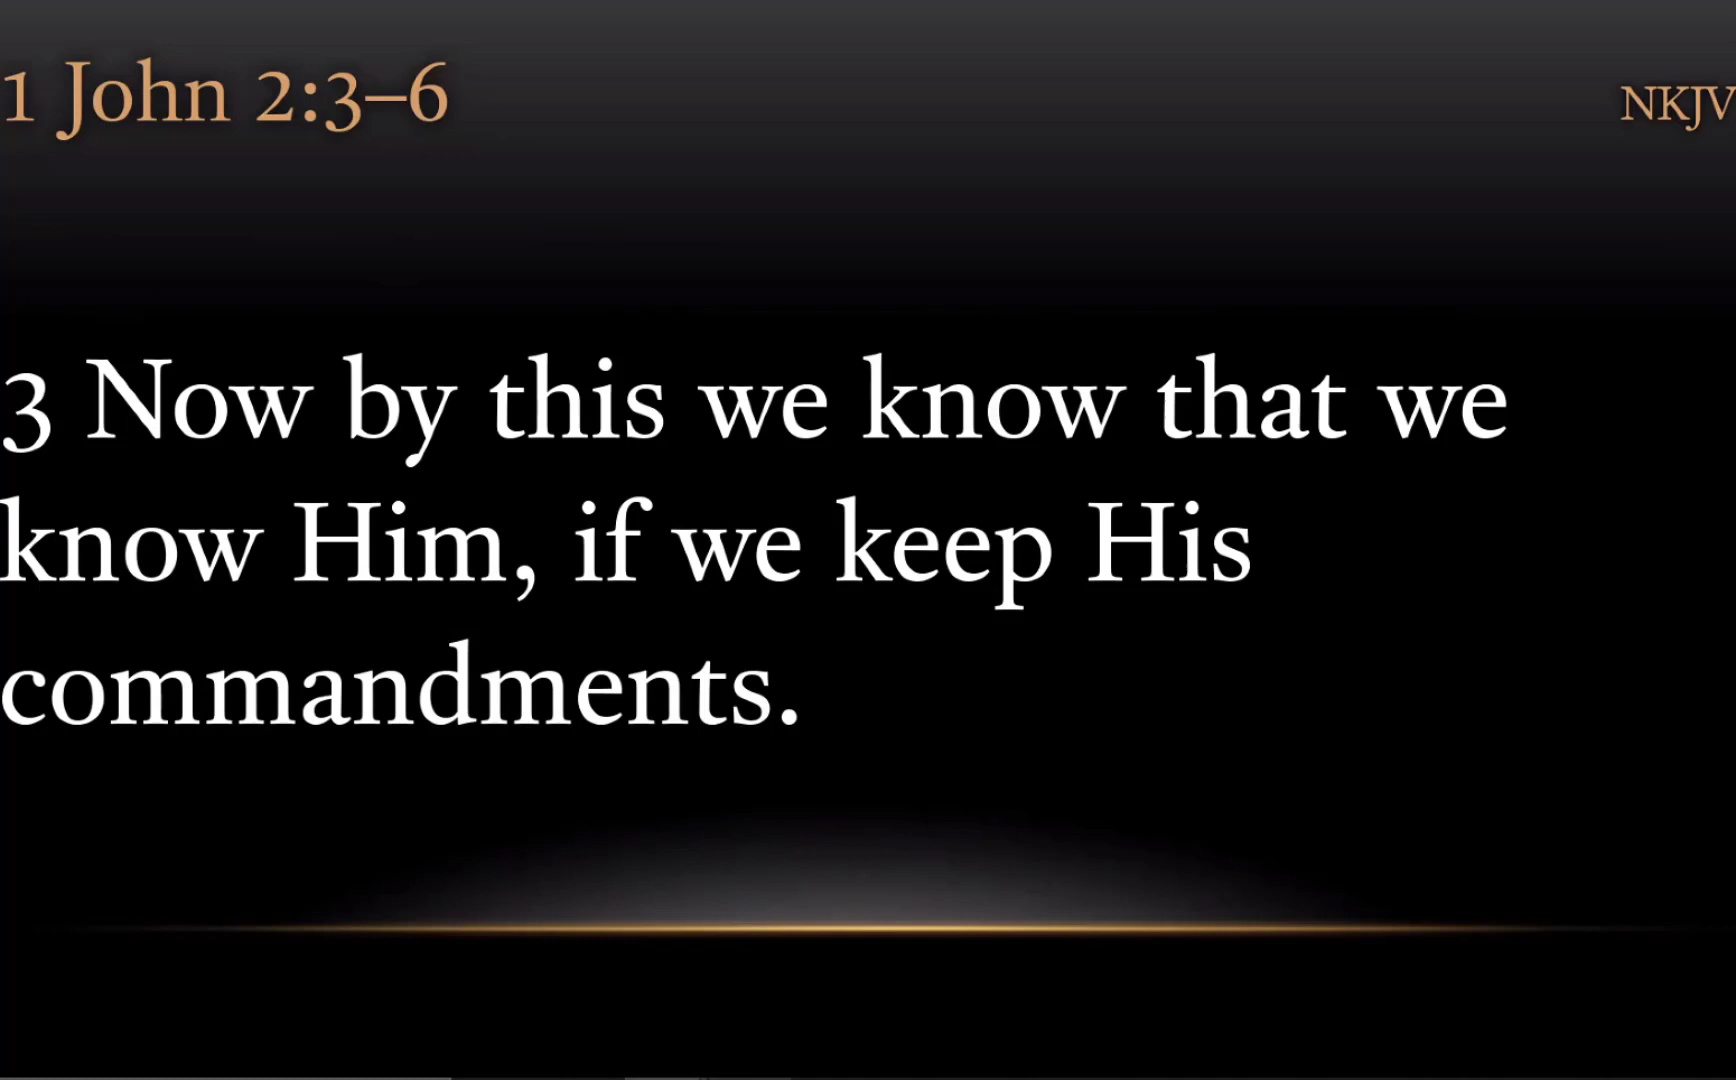 1 John 2:3–6 NKJV
3 Now by this we know that we
know Him, if we keep His
commandments.